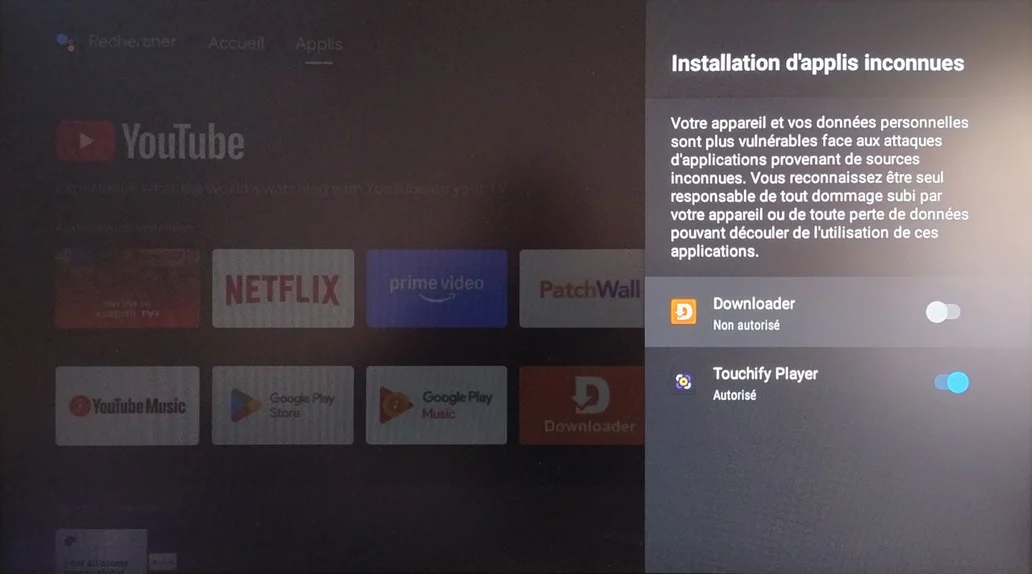 Rechercher Accueil Applis
YouTube
NETFLIX
prime video
PatchWall
YouTube Music
Google Play
Store
Google Play
Music
Downloader
Installation d'applis inconnues
Votre appareil et vos données personnelles
sont plus vulnérables face aux attaques
d'applications provenant de sources
inconnues. Vous reconnaissez être seul
responsable de tout dommage subi par
votre appareil ou de toute perte de données
pouvant découler de l'utilisation de ces
applications.
Downloader
Non autorisé
Touchify Player
Autorisé